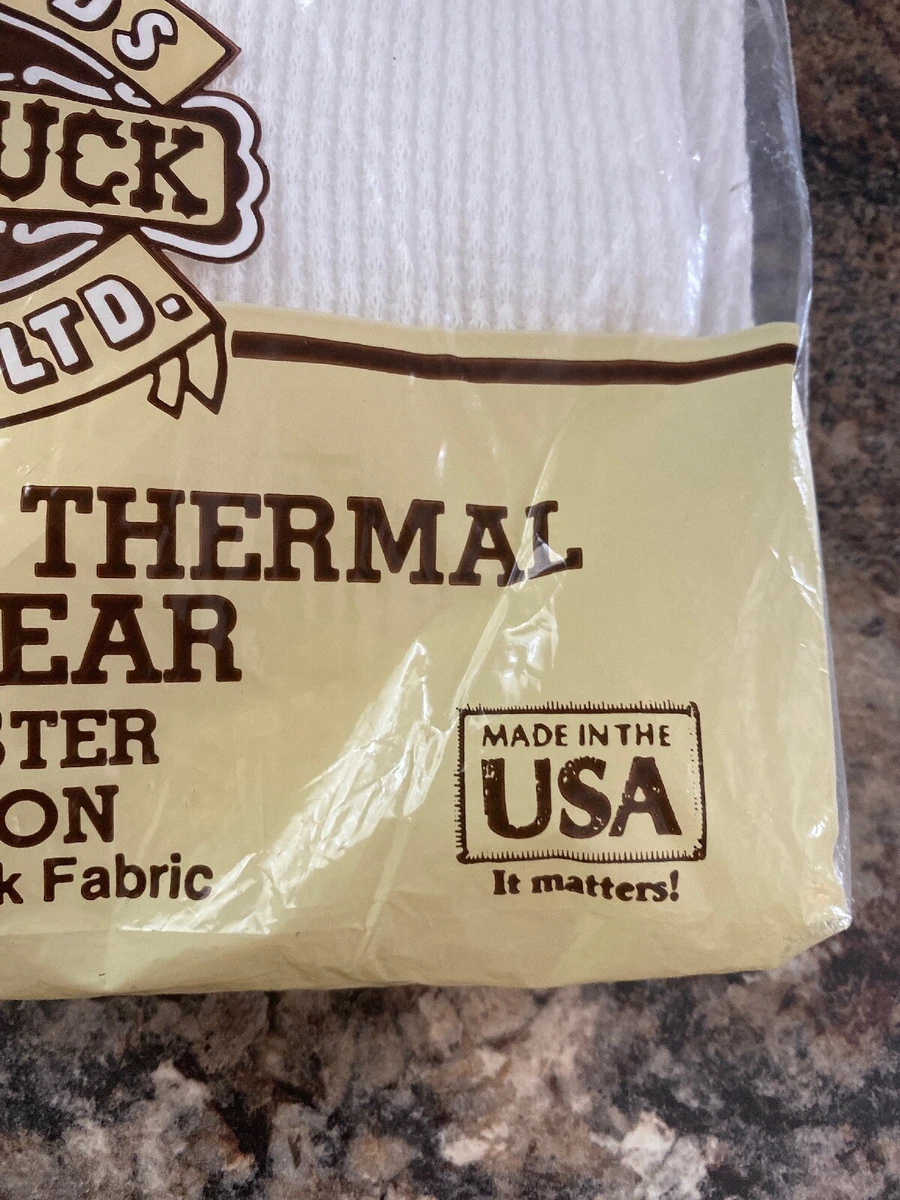 DS
UCK
LTD.
THERMAL
EAR
STER
ON
k Fabric
MADE IN THE
USA
It matters!